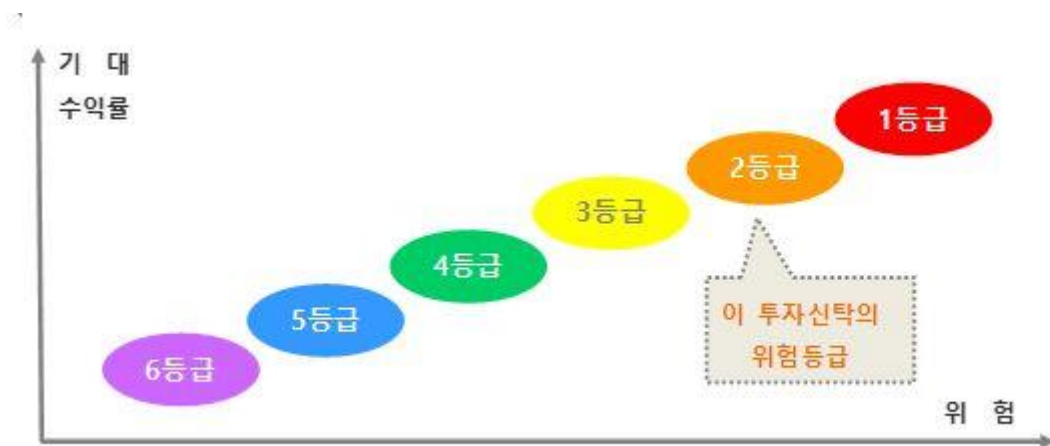 기 대
수익률
1등급
2등급
3등급
4등급
5등급
6등급
이 투자신탁의
위험등급
위 험